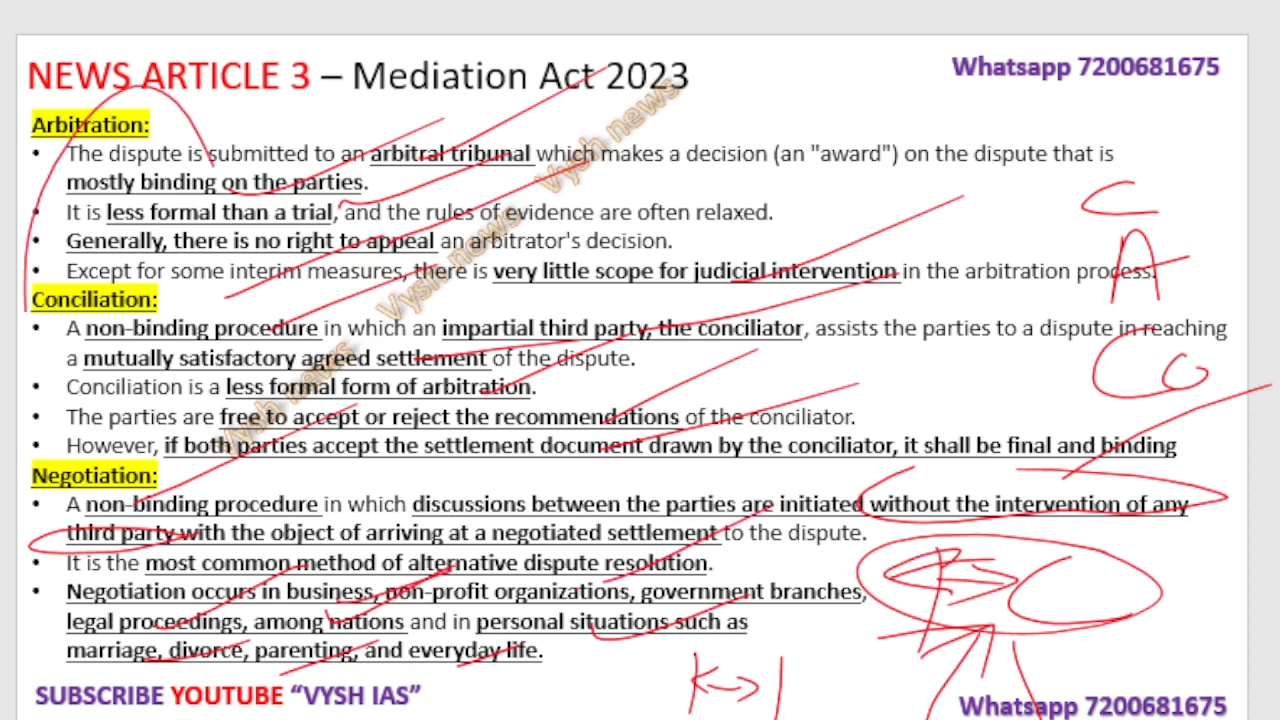 NEWS ARTICLE 3 – Mediation Act 2023
Whatsapp 7200681675
Arbitration:
• The dispute is submitted to an arbitral tribunal which makes a decision (an "award") on the dispute that is
mostly binding on the parties.
• It is less formal than a trial, and the rules of evidence are often relaxed.
• Generally, there is no right to appeal an arbitrator's decision.
• Except for some interim measures, there is very little scope for judicial intervention in the arbitration process.
Conciliation:
• A non-binding procedure in which an impartial third party, the conciliator, assists the parties to a dispute in reaching
a mutually satisfactory agreed settlement of the dispute.
• Conciliation is a less formal form of arbitration.
• The parties are free to accept or reject the recommendations of the conciliator.
• However, if both parties accept the settlement document drawn by the conciliator, it shall be final and binding
Negotiation:
• A non-binding procedure in which discussions between the parties are initiated without the intervention of any
third party with the object of arriving at a negotiated settlement to the dispute.
• It is the most common method of alternative dispute resolution.
• Negotiation occurs in business, non-profit organizations, government branches,
legal proceedings, among nations and in personal situations such as
marriage, divorce, parenting, and everyday life.
SUBSCRIBE YOUTUBE “VYSH IAS”
Whatsapp 7200681675
Vysh news Vysh news Vysh news
C
A
Co